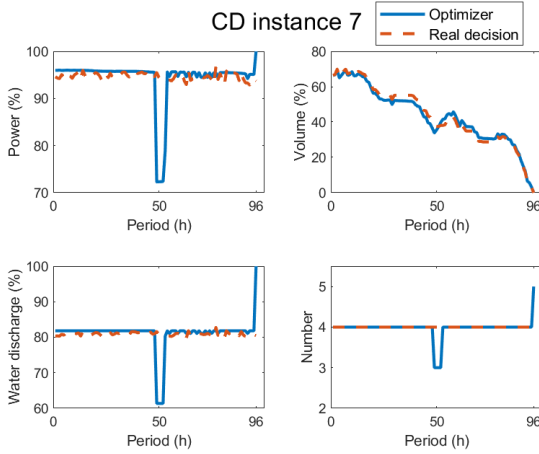 CD instance 7
Optimizer
Real decision
100
90
80
70
Power (%)
0
50
96
Period (h)
80
60
40
20
0
Volume (%)
0
50
96
Period (h)
100
90
80
70
60
Water discharge (%)
0
50
96
Period (h)
5
4
3
2
Number
0
50
96
Period (h)